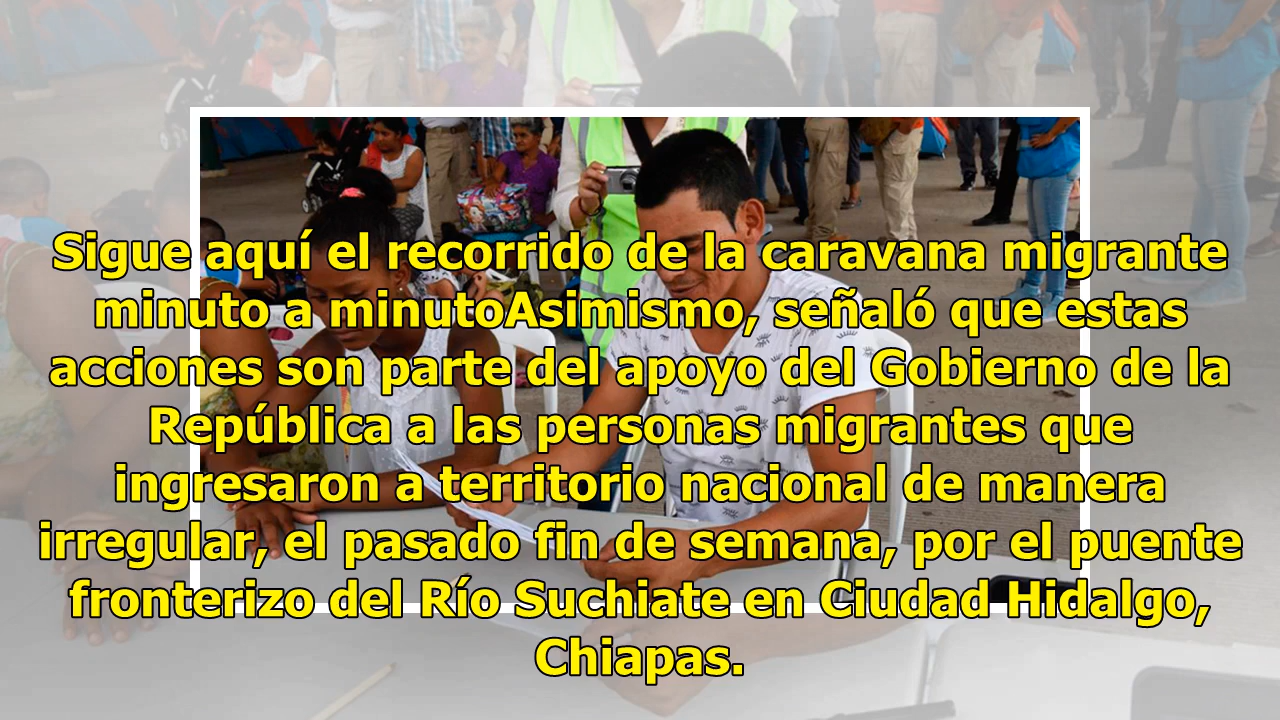 Sigue aquí el recorrido de la caravana migrante
minuto a minutoAsimismo, señaló que estas
acciones son parte del apoyo del Gobierno de la
República a las personas migrantes que
ingresaron a territorio nacional de manera
irregular, el pasado fin de semana, por el puente
fronterizo del Río Suchiate en Ciudad Hidalgo,
Chiapas.